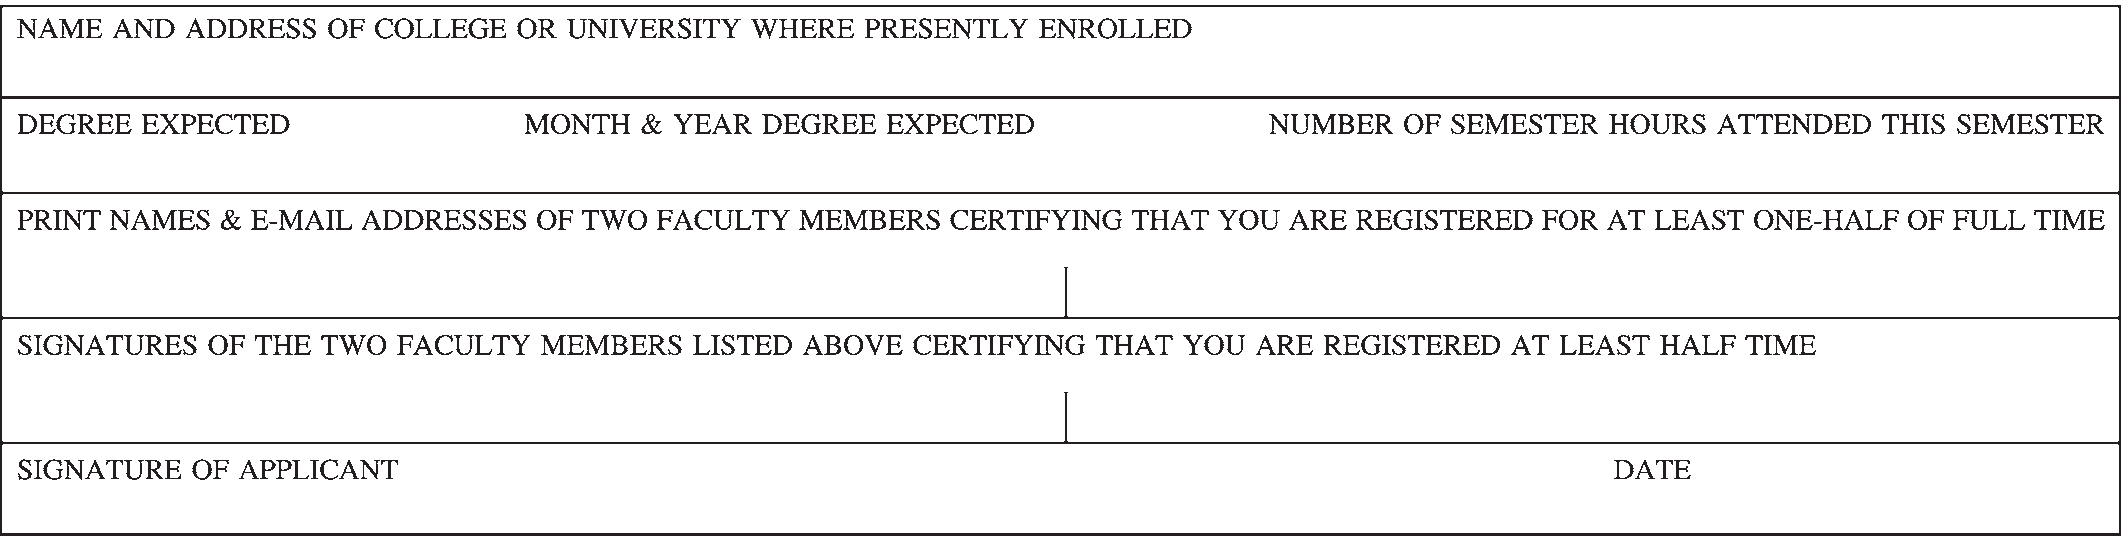 NAME AND ADDRESS OF COLLEGE OR UNIVERSITY WHERE PRESENTLY ENROLLED
DEGREE EXPECTED MONTH & YEAR DEGREE EXPECTED NUMBER OF SEMESTER HOURS ATTENDED THIS SEMESTER
PRINT NAMES & E-MAIL ADDRESSES OF TWO FACULTY MEMBERS CERTIFYING THAT YOU ARE REGISTERED FOR AT LEAST ONE-HALF OF FULL TIME
SIGNATURES OF THE TWO FACULTY MEMBERS LISTED ABOVE CERTIFYING THAT YOU ARE REGISTERED AT LEAST HALF TIME
SIGNATURE OF APPLICANT DATE